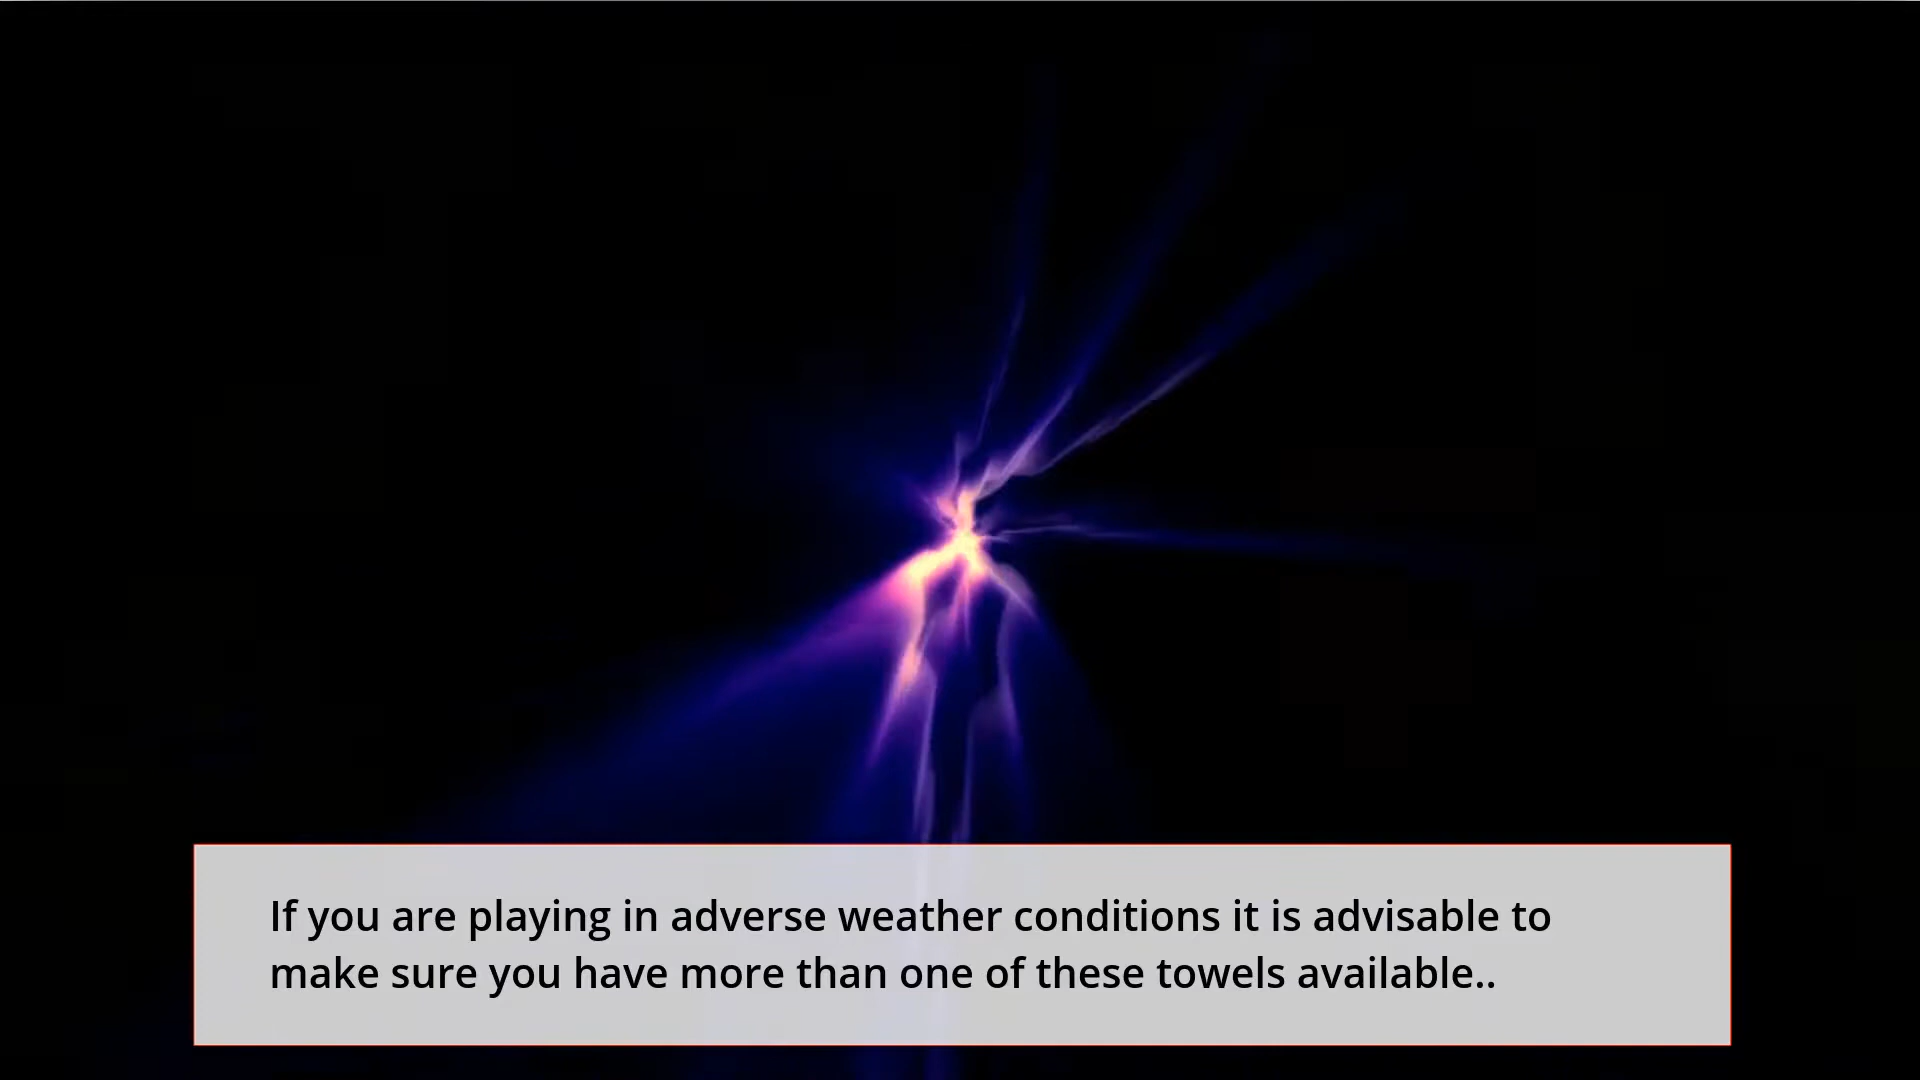 If you are playing in adverse weather conditions it is advisable to
make sure you have more than one of these towels available..